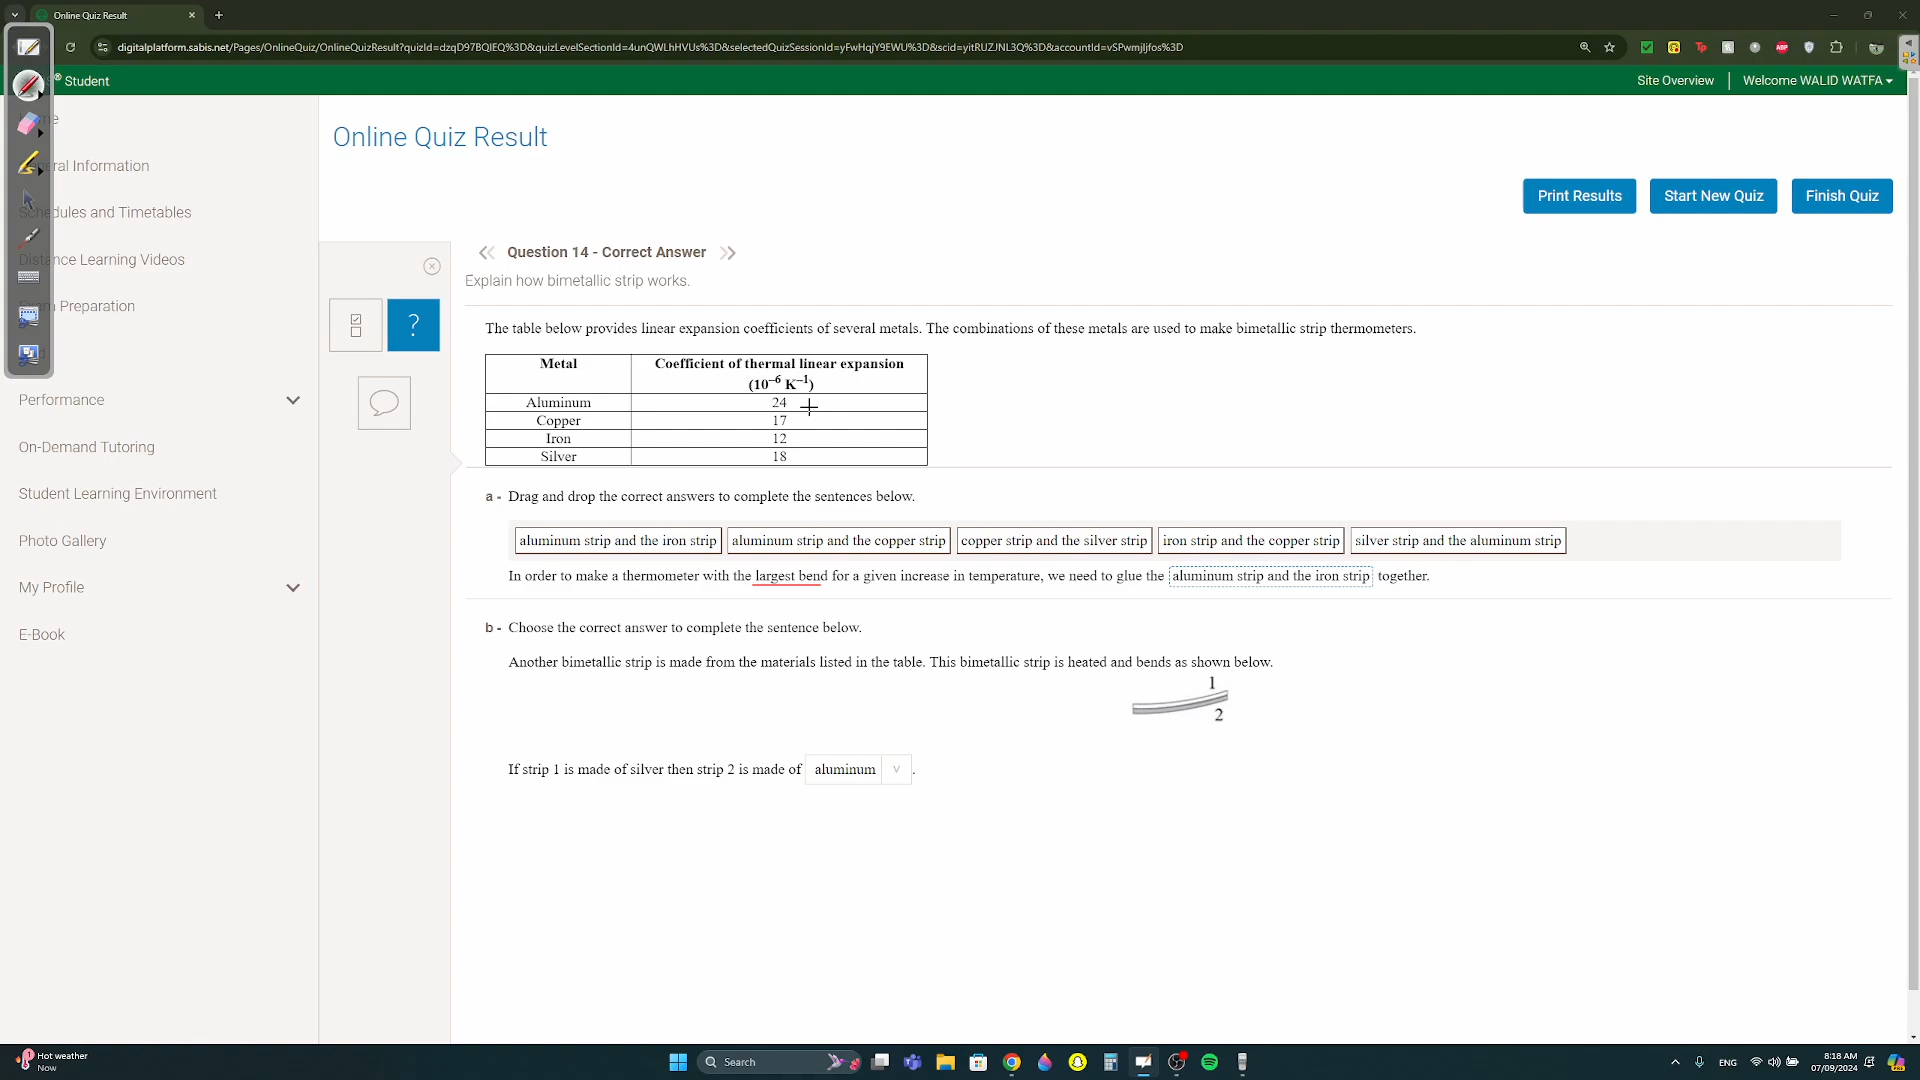 Online Quiz Result
digitalplatform.sabis.net/Pages/OnlineQuiz/OnlineQuizResult?quizId=dzqD97BQIEQ%3D&quizLevelSectionId=4unQWLhHVUs%3D&selectedQuizSessionId=yFwHqjY9EWU%3D&scid=yitRUZJNL3Q%3D&accountId=vSPwmjljfos%3D
® Student
Site Overview
Welcome WALID WATFA
General Information
Schedules and Timetables
Distance Learning Videos
Exam Preparation
Performance
On-Demand Tutoring
Student Learning Environment
Photo Gallery
My Profile
E-Book
Online Quiz Result
Print Results
Start New Quiz
Finish Quiz
Question 14 - Correct Answer
Explain how bimetallic strip works.
?
The table below provides linear expansion coefficients of several metals. The combinations of these metals are used to make bimetallic strip thermometers.
Metal Coefficient of thermal linear expansion
(10⁻⁶ K⁻¹)
Aluminum 24
Copper 17
Iron 12
Silver 18
a - Drag and drop the correct answers to complete the sentences below.
aluminum strip and the iron strip aluminum strip and the copper strip copper strip and the silver strip iron strip and the copper strip silver strip and the aluminum strip
In order to make a thermometer with the largest bend for a given increase in temperature, we need to glue the aluminum strip and the iron strip together.
b - Choose the correct answer to complete the sentence below.
Another bimetallic strip is made from the materials listed in the table. This bimetallic strip is heated and bends as shown below.
1
2
If strip 1 is made of silver then strip 2 is made of aluminum .
Hot weather
Now
Search
ENG
8:18 AM
07/09/2024